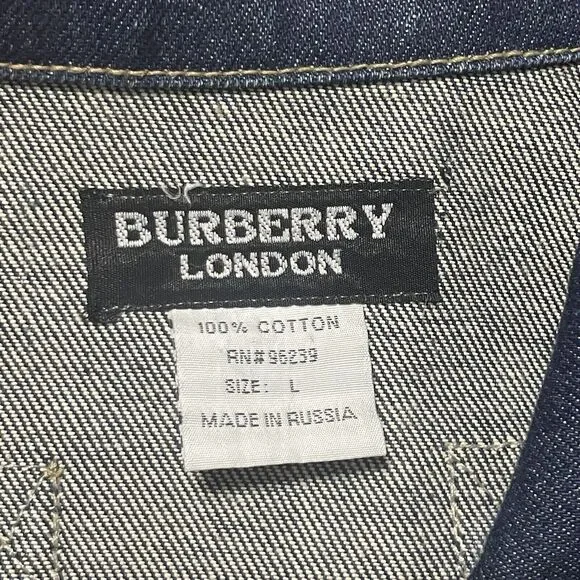 BURBERRY
LONDON
100% COTTON
RN#96239
SIZE: L
MADE IN RUSSIA